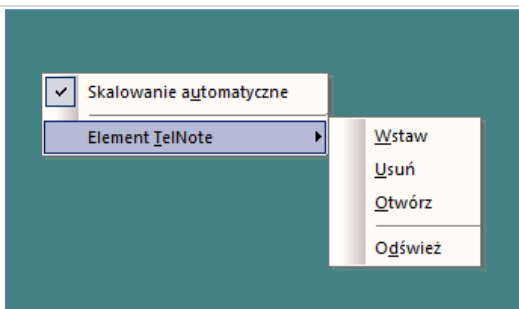 Skalowanie automatyczne
Element TelNote
Wstaw
Usuń
Otwórz
Odśwież